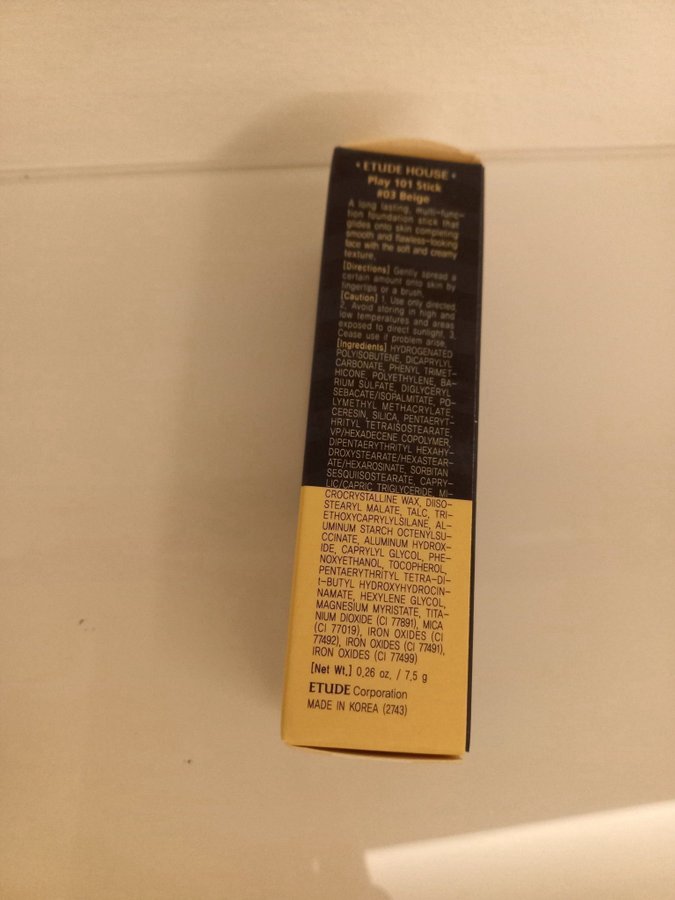 • ETUDE HOUSE •
Play 101 Stick
#03 Beige
A long lasting, multi-func-
tion foundation stick that
glides onto skin completing
smooth and flawless-looking
face with the soft and creamy
texture.
[Directions] Gently spread a
certain amount onto skin by
fingertips or a brush.
[Caution] 1. Use only directed.
2. Avoid storing in high and
low temperatures and areas
exposed to direct sunlight. 3.
Cease use if problem arise.
[Ingredients] HYDROGENATED
POLYISOBUTENE, DICAPRYLYL
CARBONATE, PHENYL TRIMET-
HICONE, POLYETHYLENE, BA-
RIUM SULFATE, DIGLYCERYL
SEBACATE/ISOPALMITATE, PO-
LYMETHYL METHACRYLATE,
CERESIN, SILICA, PENTAERYT-
HRITYL TETRAISOSTEARATE,
VP/HEXADECENE COPOLYMER,
DIPENTAERYTHRITYL HEXAHY-
DROXYSTEARATE/HEXASTEAR-
ATE/HEXAROSINATE, SORBITAN
SESQUIISOSTEARATE, CAPRY-
LIC/CAPRIC TRIGLYCERIDE, MI-
CROCRYSTALLINE WAX, DIISO-
STEARYL MALATE, TALC, TRI-
ETHOXYCAPRYLYLSILANE, AL-
UMINUM STARCH OCTENYLSU-
CCINATE, ALUMINUM HYDROX-
IDE, CAPRYLYL GLYCOL, PHE-
NOXYETHANOL, TOCOPHEROL,
PENTAERYTHRITYL TETRA-DI-
t-BUTYL HYDROXYHYDROCIN-
NAMATE, HEXYLENE GLYCOL,
MAGNESIUM MYRISTATE, TITA-
NIUM DIOXIDE (CI 77891), MICA
(CI 77019), IRON OXIDES (CI
77492), IRON OXIDES (CI 77491),
IRON OXIDES (CI 77499)
[Net Wt.] 0.26 oz. / 7.5 g
ETUDE Corporation
MADE IN KOREA (2743)